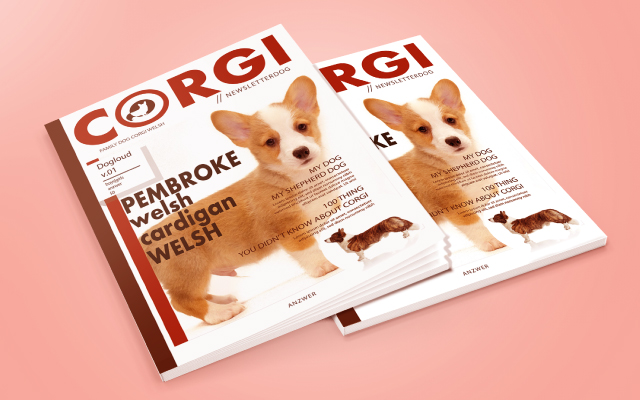 CORGI
// NEWSLETTERDOG
FAMILY DOG CORGI WELSH
Dogloud
v.01
PEMBROKE
welsh
cardigan
WELSH
MY DOG
MY SHEPHERD DOG
100'THING
YOU DIDN'T KNOW ABOUT CORGI
ANZWER
RGI
// NEWSLETTERDOG
KE
MY DOG
MY SHEPHERD DOG
100'THING
DIDN'T KNOW ABOUT CORGI
ANZWER